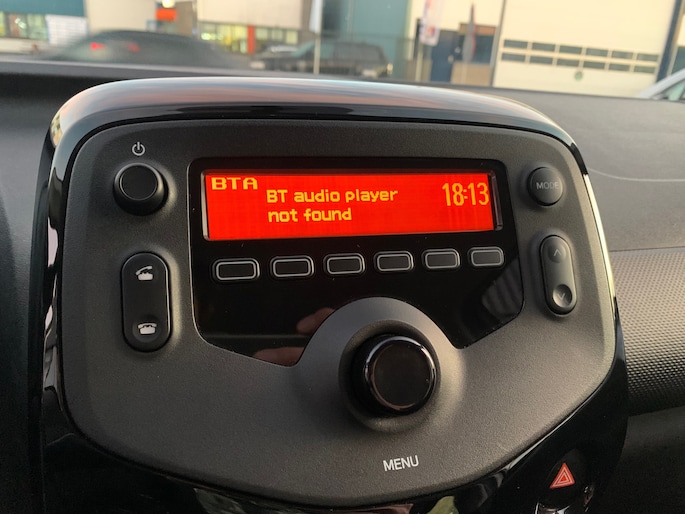 BTA
BT audio player
not found
18:13
MODE
MENU